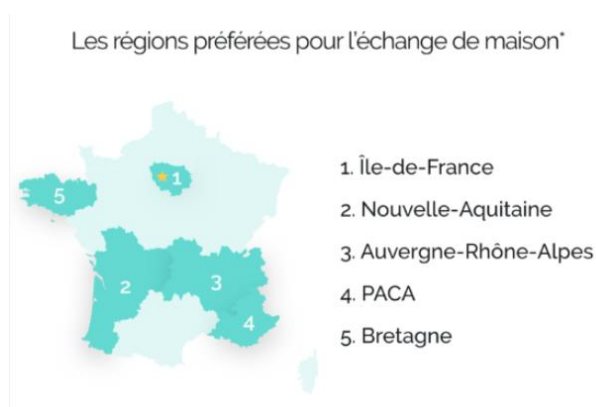 Les régions préférées pour l'échange de maison*
1
5
2
3
4
1. Île-de-France
2. Nouvelle-Aquitaine
3. Auvergne-Rhône-Alpes
4. PACA
5. Bretagne